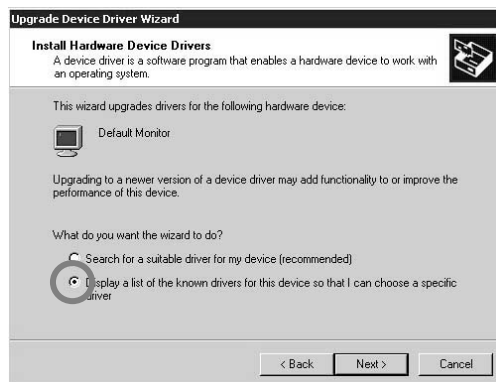 Upgrade Device Driver Wizard
Install Hardware Device Drivers
A device driver is a software program that enables a hardware device to work with
an operating system.
This wizard upgrades drivers for the following hardware device:
Default Monitor
Upgrading to a newer version of a device driver may add functionality to or improve the
performance of this device.
What do you want the wizard to do?
Search for a suitable driver for my device (recommended)
Display a list of the known drivers for this device so that I can choose a specific
driver
< Back
Next >
Cancel